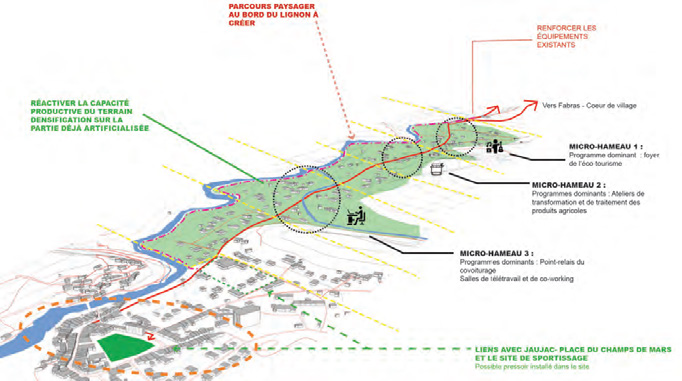 PARCOURS PAYSAGER
AU BORD DU LIGNON À
CRÉER
RENFORCER LES
ÉQUIPEMENTS
EXISTANTS
RÉACTIVER LA CAPACITÉ
PRODUCTIVE DU TERRAIN
DENSIFICATION SUR LA
PARTIE DÉJÀ ARTIFICIALISÉE
Vers Fabras - Coeur de village
MICRO-HAMEAU 1 :
Programme dominant : foyer
de l'éco tourisme
MICRO-HAMEAU 2 :
Programmes dominants : Ateliers de
transformation et de traitement des
produits agricoles
MICRO-HAMEAU 3 :
Programmes dominants : Point-relais du
covoiturage
Salles de télétravail et de co-working
LIENS AVEC JAUJAC- PLACE DU CHAMPS DE MARS
ET LE SITE DE SPORTISSAGE
Possible pressoir installé dans le site